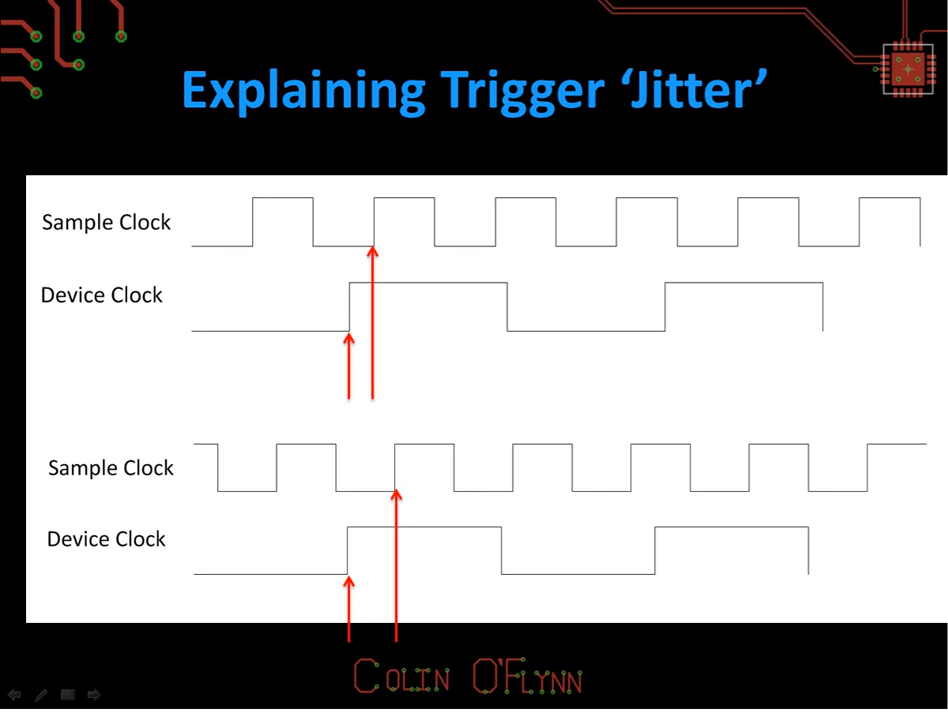 Explaining Trigger ‘Jitter’
Sample Clock
Device Clock
Sample Clock
Device Clock
COLIN O'FLYNN